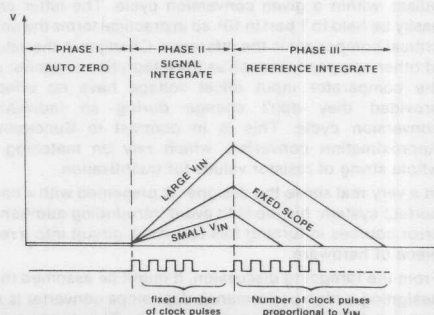 V
PHASE I
PHASE II
PHASE III
AUTO ZERO
SIGNAL
INTEGRATE
REFERENCE INTEGRATE
LARGE VIN
FIXED SLOPE
SMALL VIN
fixed number
of clock pulses
Number of clock pulses
proportional to VIN